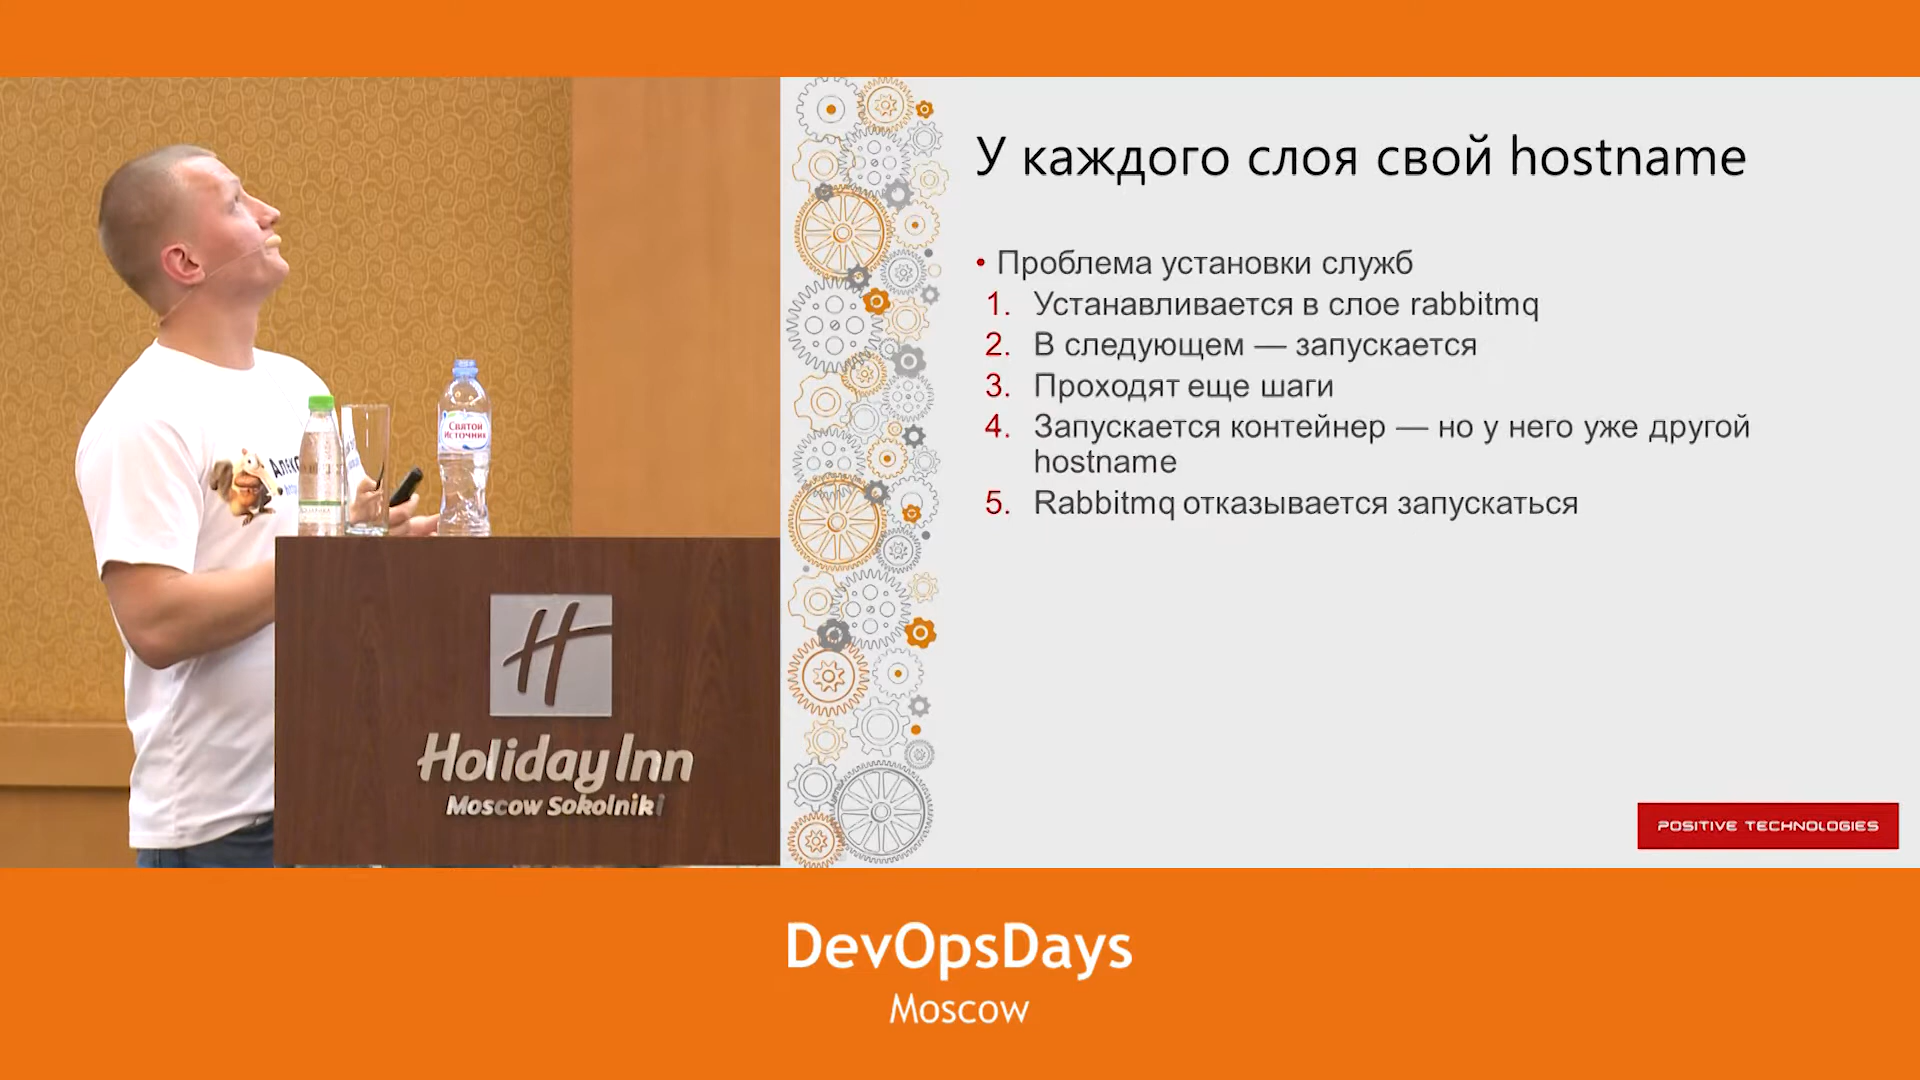 У каждого слоя свой hostname
• Проблема установки служб
1. Устанавливается в слое rabbitmq
2. В следующем — запускается
3. Проходят еще шаги
4. Запускается контейнер — но у него уже другой
hostname
5. Rabbitmq отказывается запускаться
POSITIVE TECHNOLOGIES
Святой
Источник
Holiday Inn
Moscow Sokolniki
DevOpsDays
Moscow